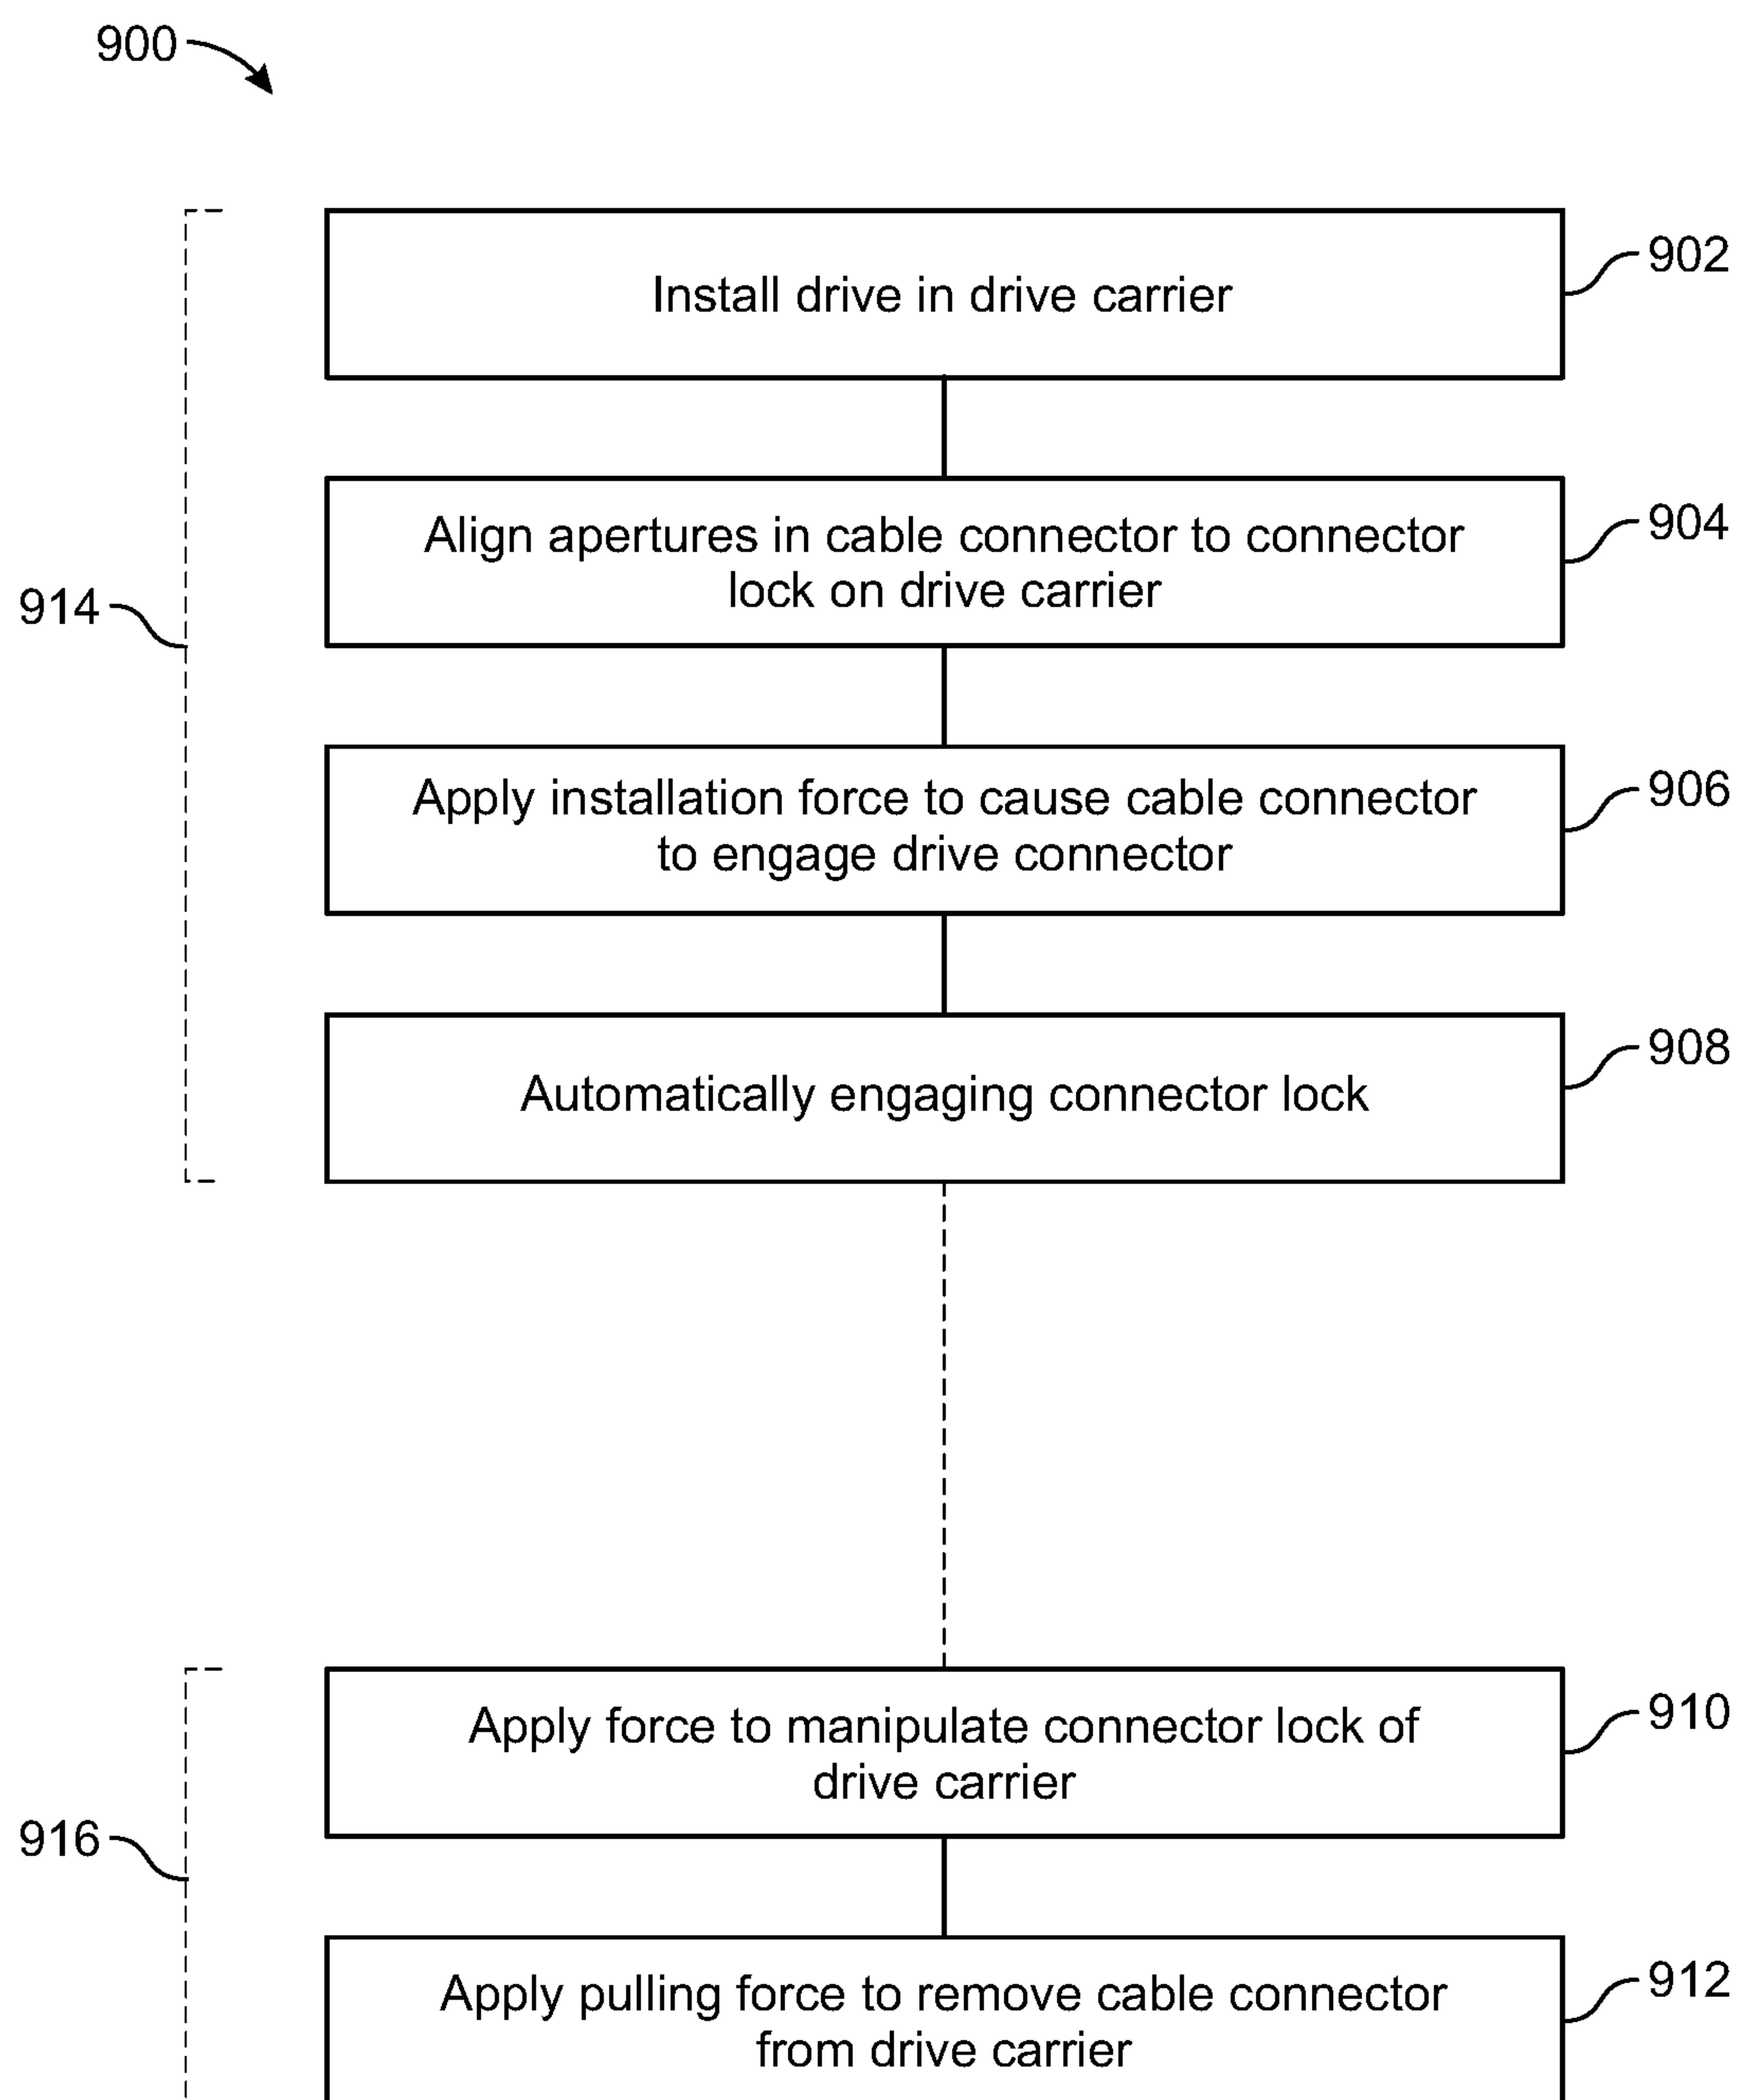 900
902
Install drive in drive carrier
904
Align apertures in cable connector to connector
lock on drive carrier
914
906
Apply installation force to cause cable connector
to engage drive connector
908
Automatically engaging connector lock
910
Apply force to manipulate connector lock of
drive carrier
916
912
Apply pulling force to remove cable connector
from drive carrier